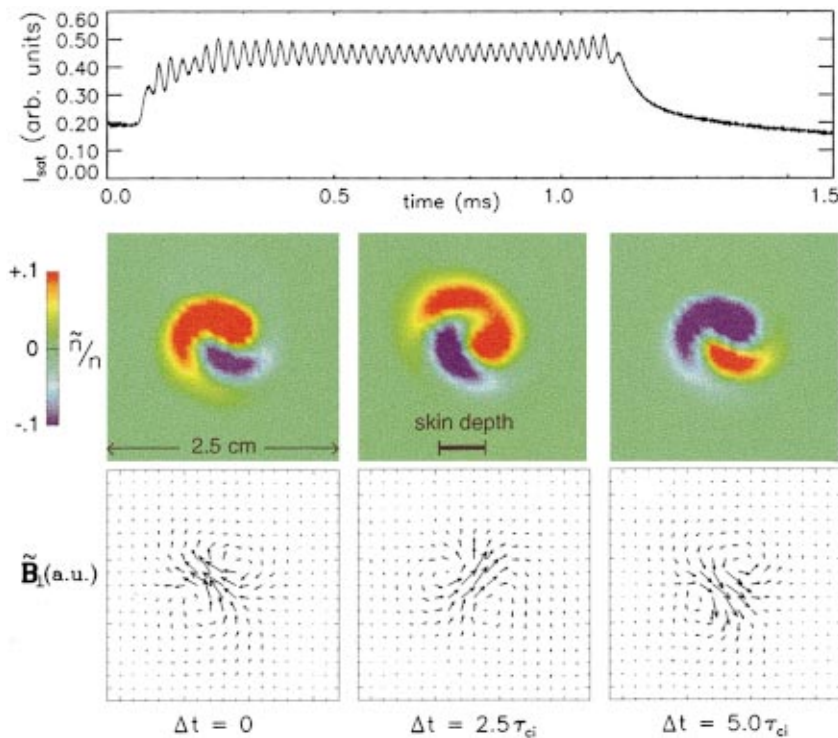 0.60
0.50
0.40
0.30
0.20
0.10
0.00
I_sat (arb. units)
0.0 0.5 1.0 1.5
time (ms)
+.1
0
-.1
ñ/n
2.5 cm
skin depth
B̃⊥(a.u.)
Δt = 0 Δt = 2.5τ_ci Δt = 5.0τ_ci